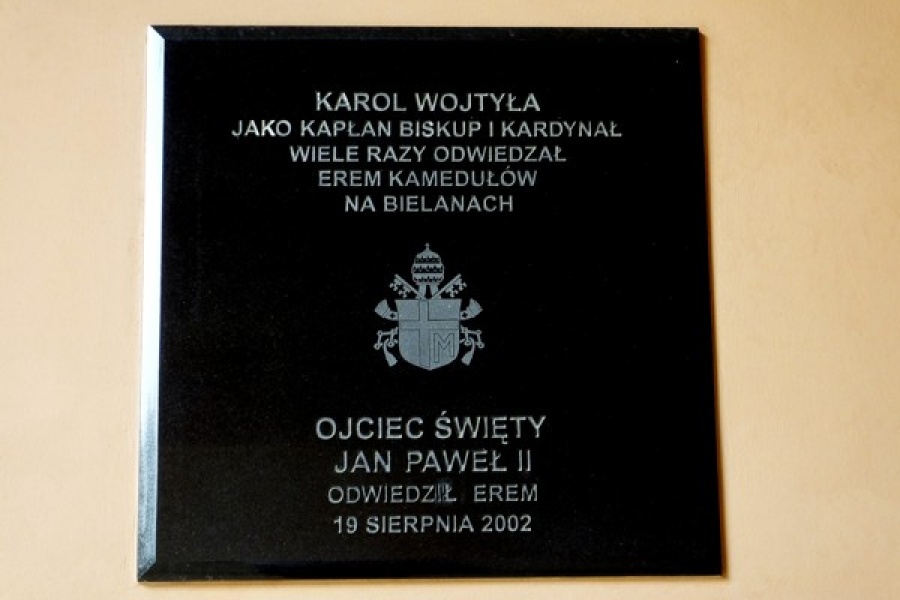 KAROL WOJTYŁA
JAKO KAPŁAN BISKUP I KARDYNAŁ
WIELE RAZY ODWIEDZAŁ
EREM KAMEDUŁÓW
NA BIELANACH
M
OJCIEC ŚWIĘTY
JAN PAWEŁ II
ODWIEDZIŁ EREM
19 SIERPNIA 2002